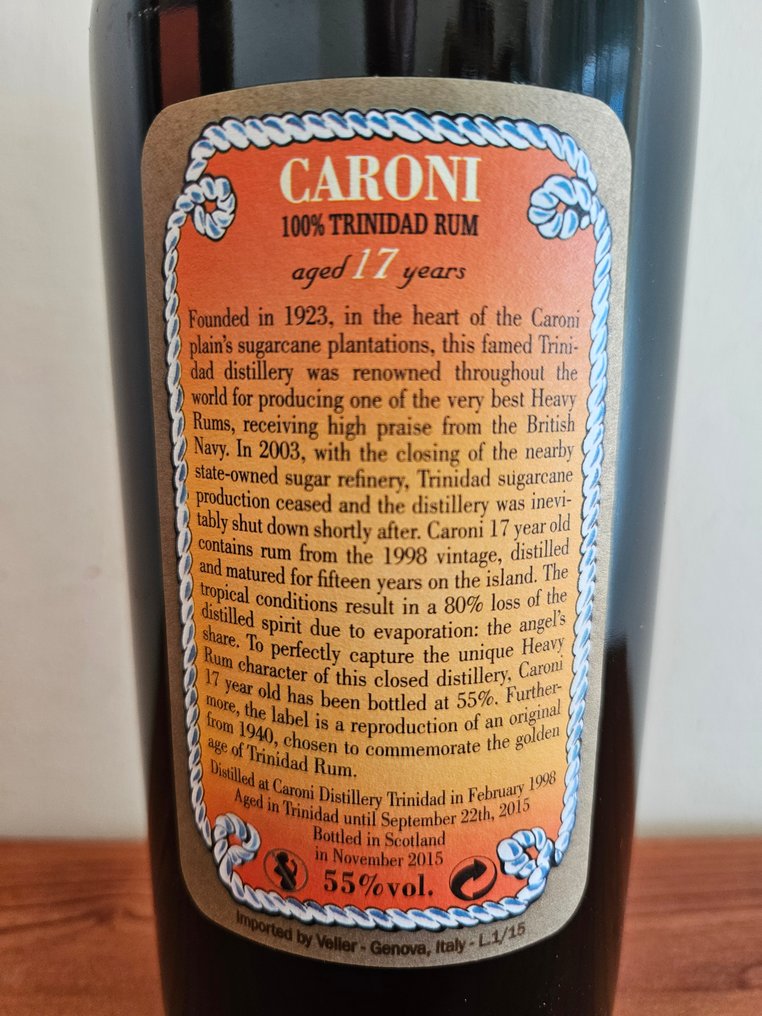 CARONI
100% TRINIDAD RUM
aged 17 years
Founded in 1923, in the heart of the Caroni
plain's sugarcane plantations, this famed Trini-
dad distillery was renowned throughout the
world for producing one of the very best Heavy
Rums, receiving high praise from the British
Navy. In 2003, with the closing of the nearby
state-owned sugar refinery, Trinidad sugarcane
production ceased and the distillery was inevi-
tably shut down shortly after. Caroni 17 year old
contains rum from the 1998 vintage, distilled
and matured for fifteen years on the island. The
tropical conditions result in a 80% loss of the
distilled spirit due to evaporation: the angel's
share. To perfectly capture the unique Heavy
Rum character of this closed distillery, Caroni
17 year old has been bottled at 55%. Further-
more, the label is a reproduction of an original
from 1940, chosen to commemorate the golden
age of Trinidad Rum.
Distilled at Caroni Distillery Trinidad in February 1998
Aged in Trinidad until September 22th, 2015
Bottled in Scotland
in November 2015
55%vol.
Imported by Velier - Genova, Italy - L.1/15